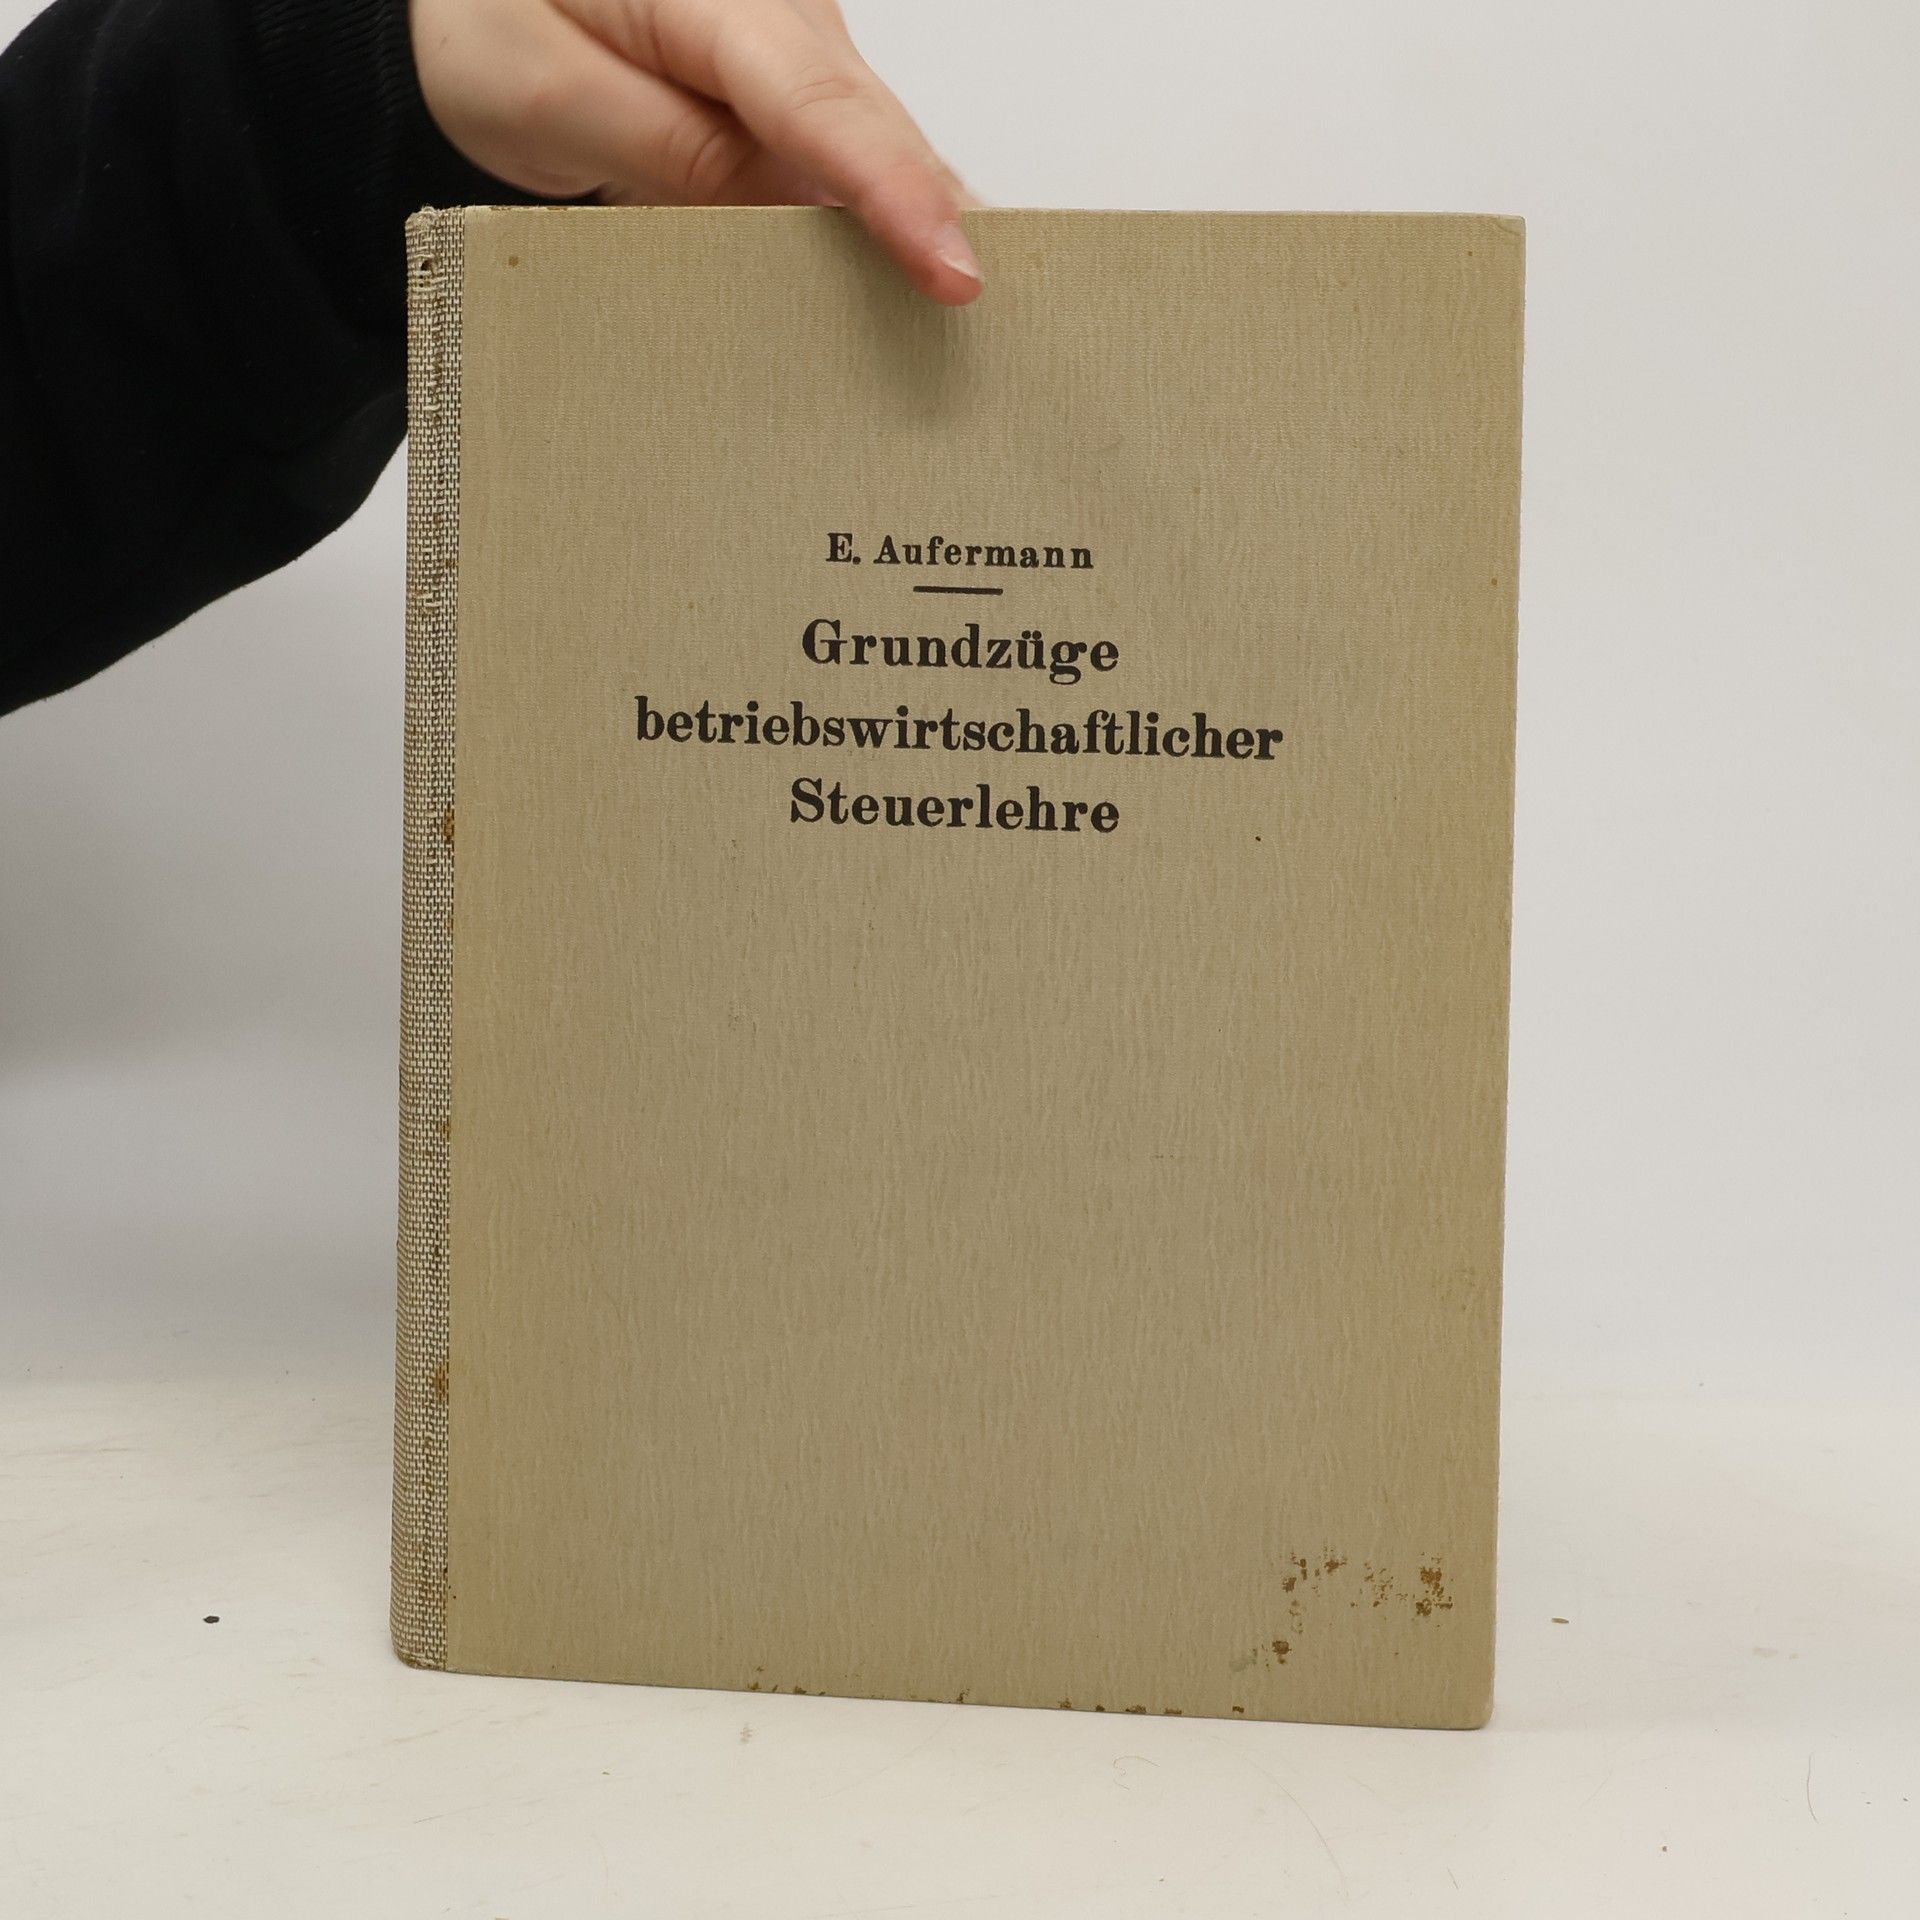 E. Aufermann
Grundzüge
betriebswirtschaftlicher
Steuerlehre